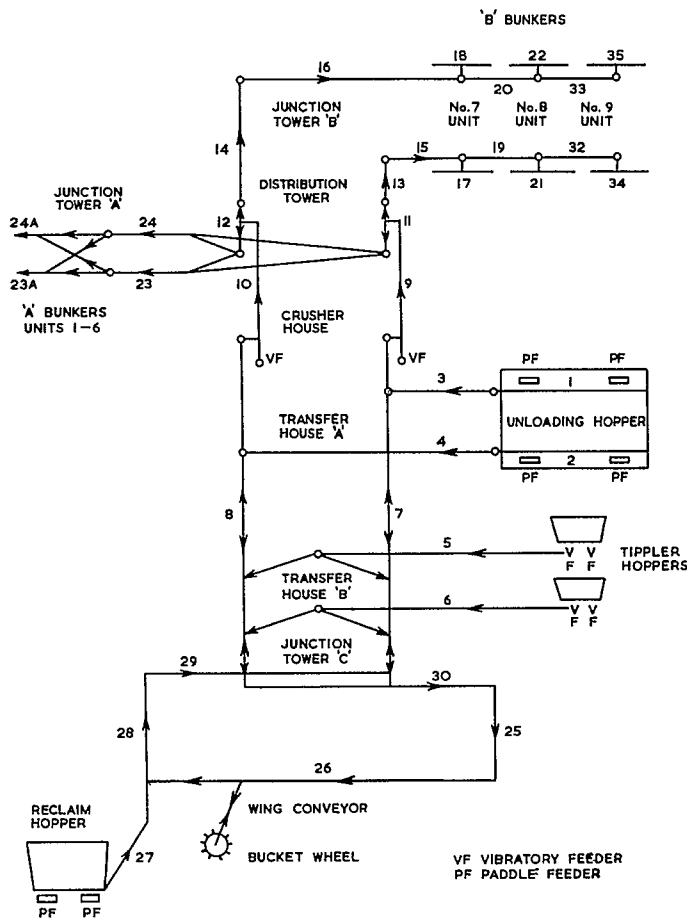 'B' BUNKERS
18
22
35
16
20
33
JUNCTION
TOWER 'B'
No.7
UNIT
No.8
UNIT
No.9
UNIT
14
15
19
32
17
21
34
13
DISTRIBUTION
TOWER
JUNCTION
TOWER 'A'
24A
24
12
11
23A
23
10
9
'A' BUNKERS
UNITS 1-6
CRUSHER
HOUSE
VF
VF
PF
PF
3
1
UNLOADING HOPPER
TRANSFER
HOUSE 'A'
4
2
PF
PF
8
7
5
V V
F F
TIPPLER
HOPPERS
TRANSFER
HOUSE 'B'
6
V V
F F
JUNCTION
TOWER 'C'
29
30
28
25
26
RECLAIM
HOPPER
WING CONVEYOR
27
BUCKET WHEEL
PF PF
VF VIBRATORY FEEDER
PF PADDLE FEEDER